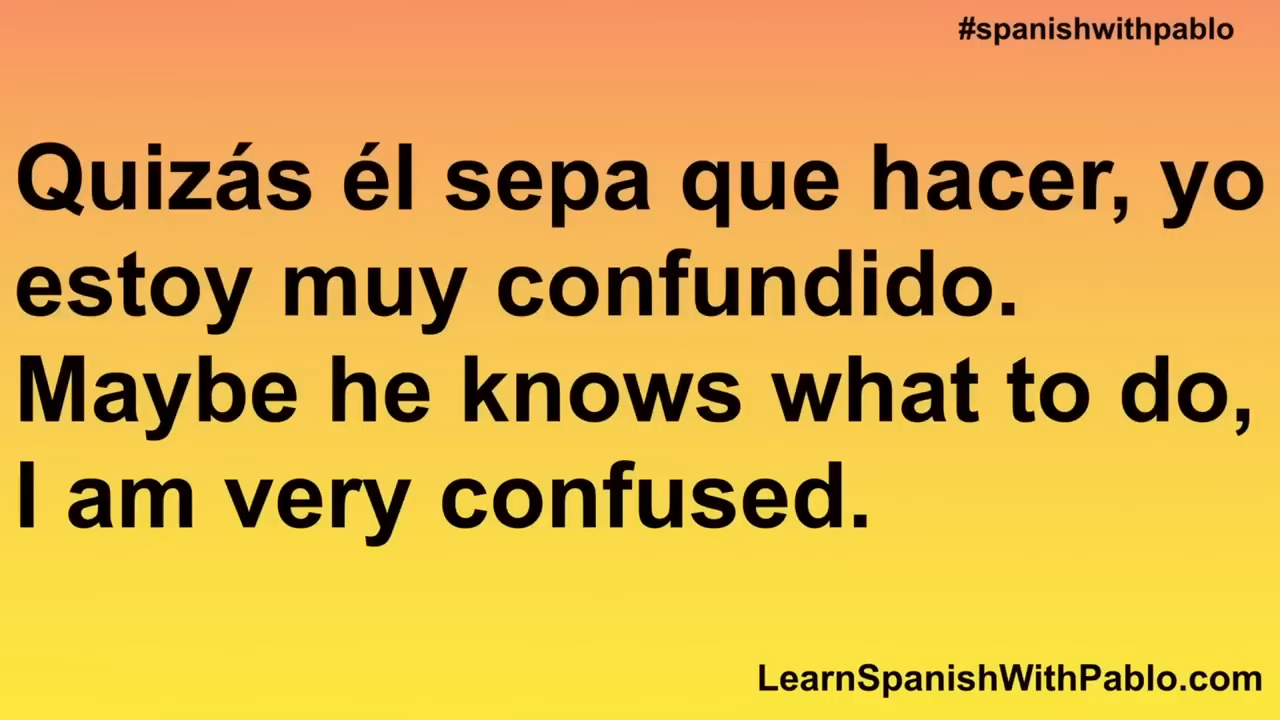 #spanishwithpablo
Quizás él sepa que hacer, yo
estoy muy confundido.
Maybe he knows what to do,
I am very confused.
LearnSpanishWithPablo.com